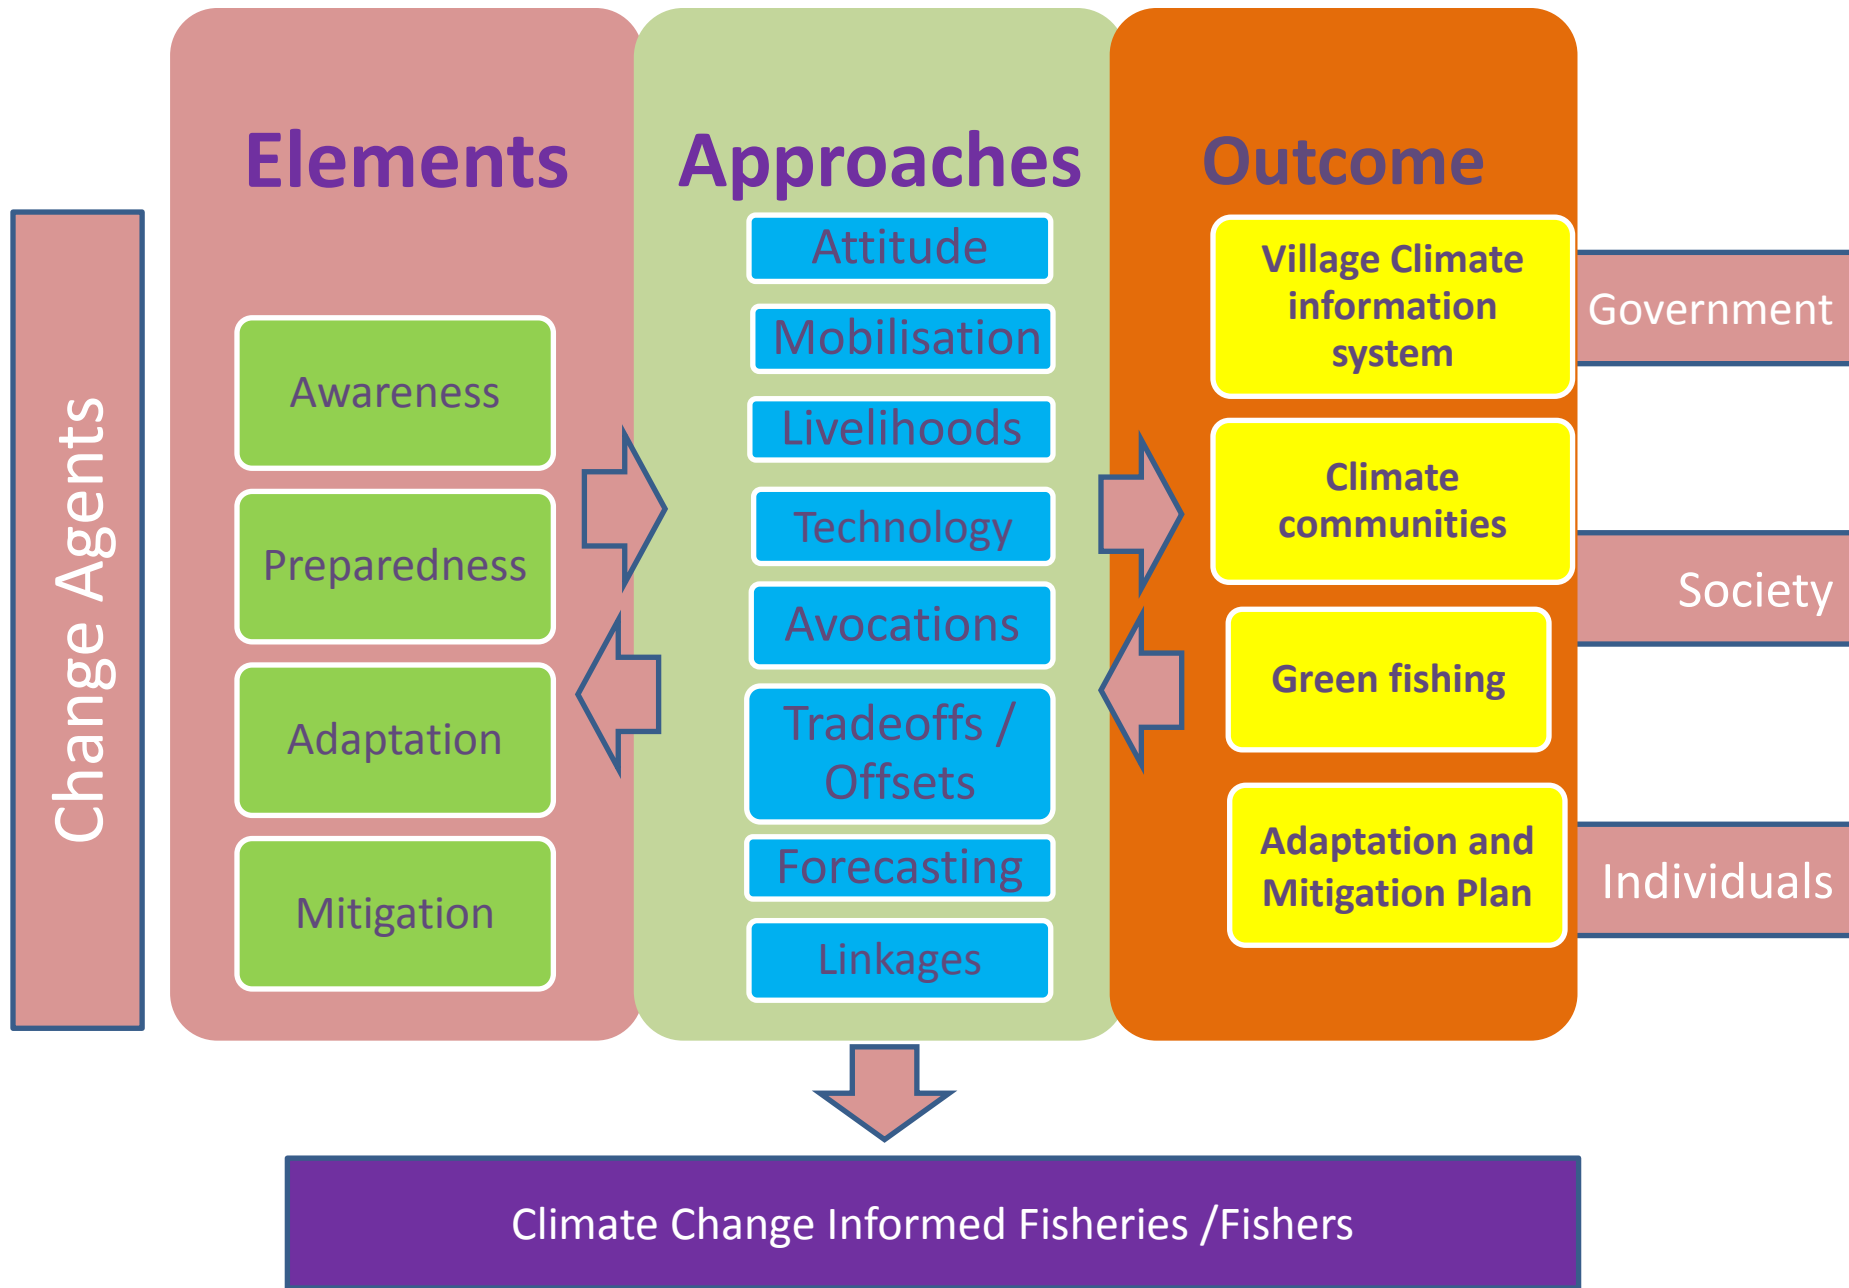 Change Agents
Elements
Awareness
Preparedness
Adaptation
Mitigation
Approaches
Attitude
Mobilisation
Livelihoods
Technology
Avocations
Tradeoffs /
Offsets
Forecasting
Linkages
Outcome
Village Climate
information
system
Climate
communities
Green fishing
Adaptation and
Mitigation Plan
Government
Society
Individuals
Climate Change Informed Fisheries /Fishers